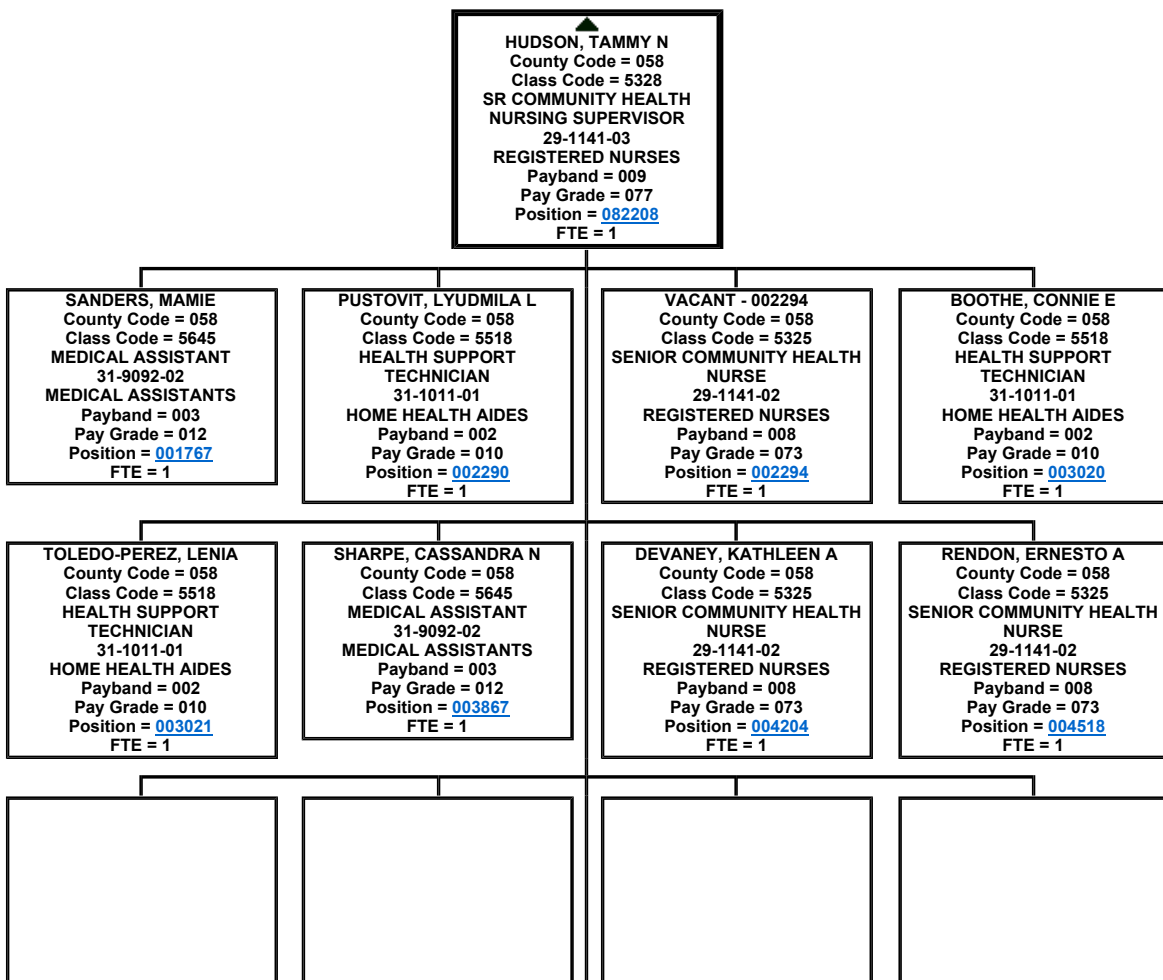 HUDSON, TAMMY N
County Code = 058
Class Code = 5328
SR COMMUNITY HEALTH
NURSING SUPERVISOR
29-1141-03
REGISTERED NURSES
Payband = 009
Pay Grade = 077
Position = 082208
FTE = 1
SANDERS, MAMIE
County Code = 058
Class Code = 5645
MEDICAL ASSISTANT
31-9092-02
MEDICAL ASSISTANTS
Payband = 003
Pay Grade = 012
Position = 001767
FTE = 1
PUSTOVIT, LYUDMILA L
County Code = 058
Class Code = 5518
HEALTH SUPPORT
TECHNICIAN
31-1011-01
HOME HEALTH AIDES
Payband = 002
Pay Grade = 010
Position = 002290
FTE = 1
VACANT - 002294
County Code = 058
Class Code = 5325
SENIOR COMMUNITY HEALTH
NURSE
29-1141-02
REGISTERED NURSES
Payband = 008
Pay Grade = 073
Position = 002294
FTE = 1
BOOTHE, CONNIE E
County Code = 058
Class Code = 5518
HEALTH SUPPORT
TECHNICIAN
31-1011-01
HOME HEALTH AIDES
Payband = 002
Pay Grade = 010
Position = 003020
FTE = 1
TOLEDO-PEREZ, LENIA
County Code = 058
Class Code = 5518
HEALTH SUPPORT
TECHNICIAN
31-1011-01
HOME HEALTH AIDES
Payband = 002
Pay Grade = 010
Position = 003021
FTE = 1
SHARPE, CASSANDRA N
County Code = 058
Class Code = 5645
MEDICAL ASSISTANT
31-9092-02
MEDICAL ASSISTANTS
Payband = 003
Pay Grade = 012
Position = 003867
FTE = 1
DEVANEY, KATHLEEN A
County Code = 058
Class Code = 5325
SENIOR COMMUNITY HEALTH
NURSE
29-1141-02
REGISTERED NURSES
Payband = 008
Pay Grade = 073
Position = 004204
FTE = 1
RENDON, ERNESTO A
County Code = 058
Class Code = 5325
SENIOR COMMUNITY HEALTH
NURSE
29-1141-02
REGISTERED NURSES
Payband = 008
Pay Grade = 073
Position = 004518
FTE = 1